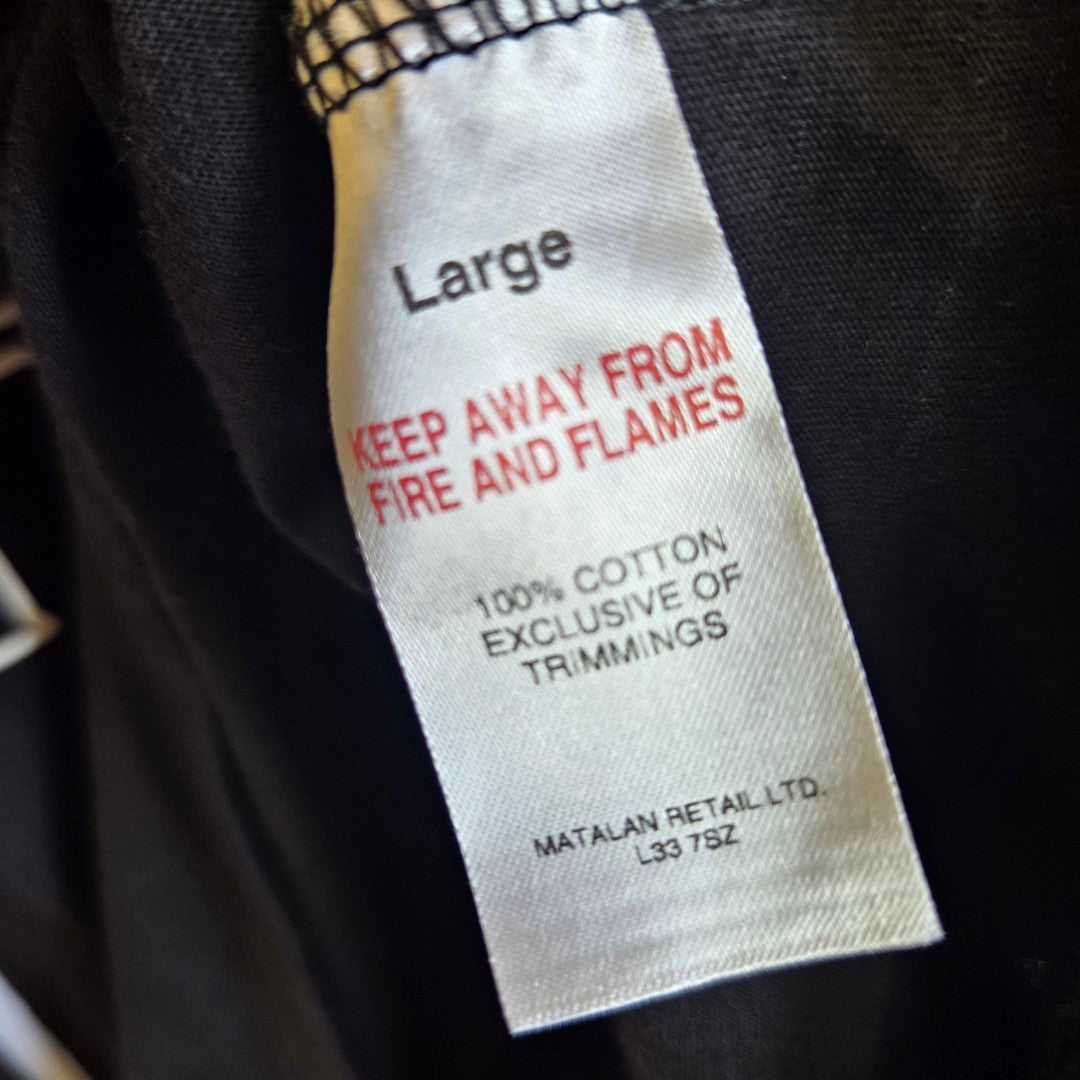 Large
KEEP AWAY FROM
FIRE AND FLAMES
100% COTTON
EXCLUSIVE OF
TRIMMINGS
MATALAN RETAIL LTD.
L33 7SZ